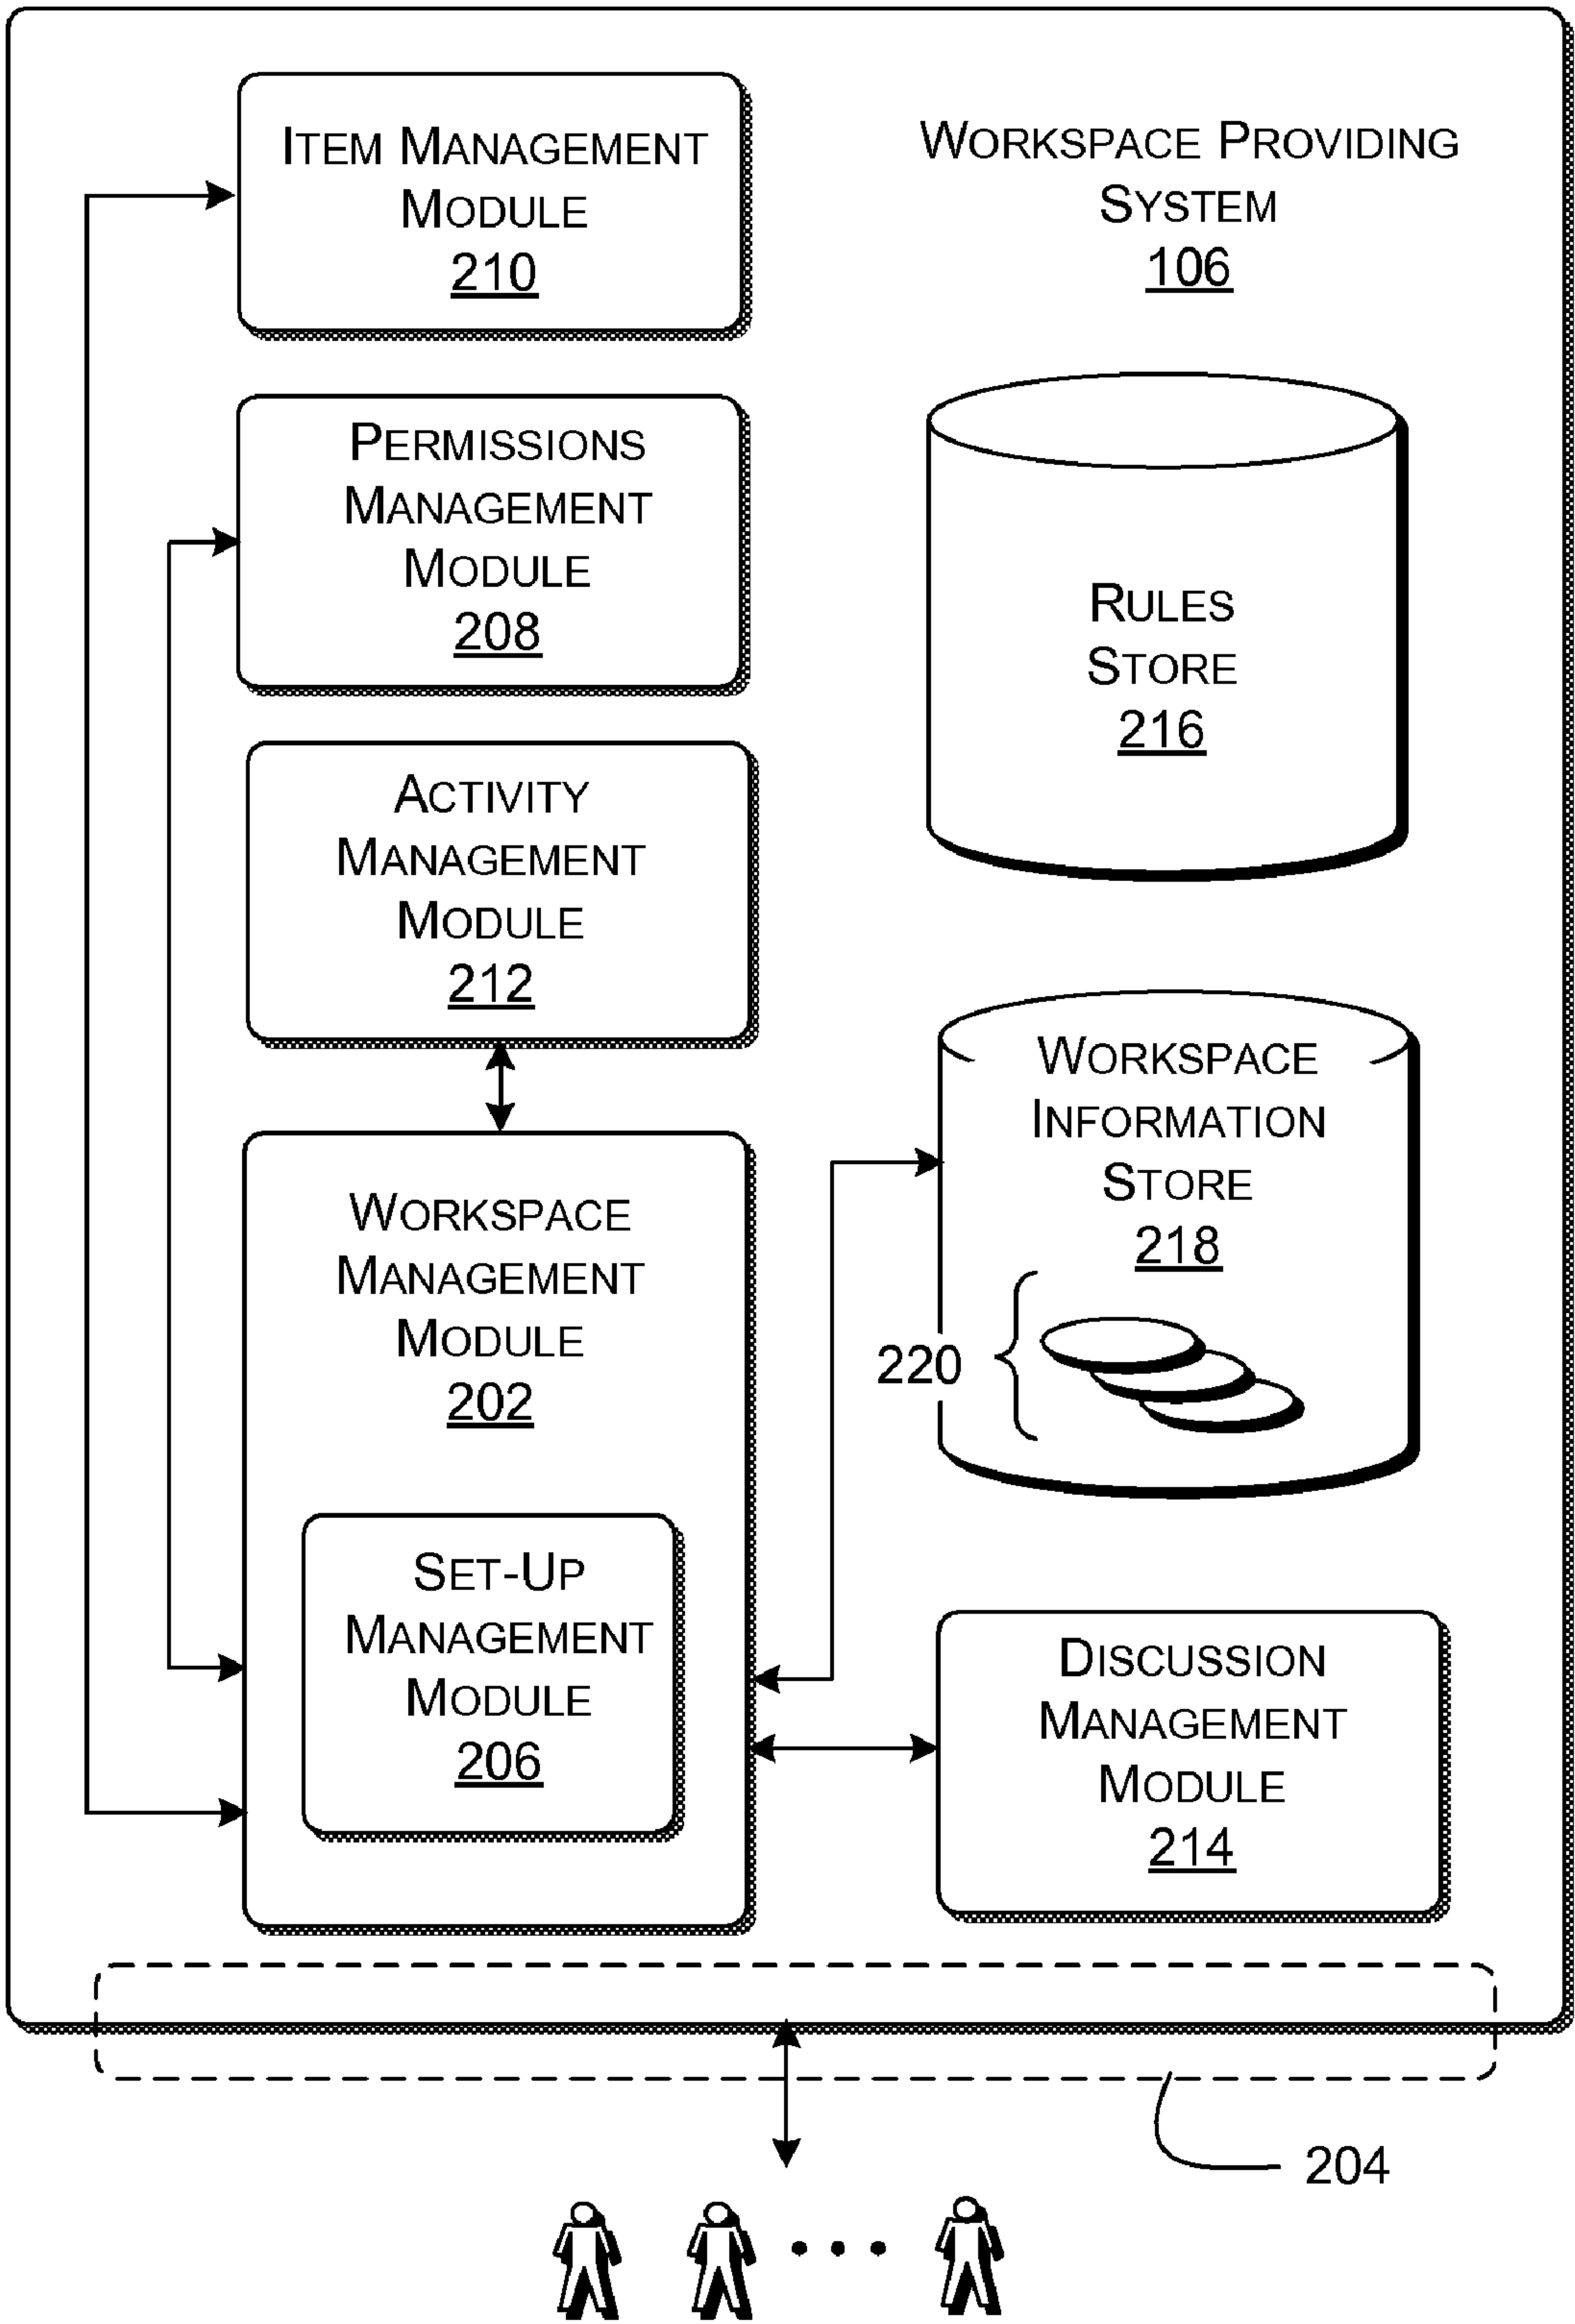 ITEM MANAGEMENT
MODULE
210
WORKSPACE PROVIDING
SYSTEM
106
PERMISSIONS
MANAGEMENT
MODULE
208
RULES
STORE
216
ACTIVITY
MANAGEMENT
MODULE
212
WORKSPACE
INFORMATION
STORE
218
220
WORKSPACE
MANAGEMENT
MODULE
202
SET-UP
MANAGEMENT
MODULE
206
DISCUSSION
MANAGEMENT
MODULE
214
204